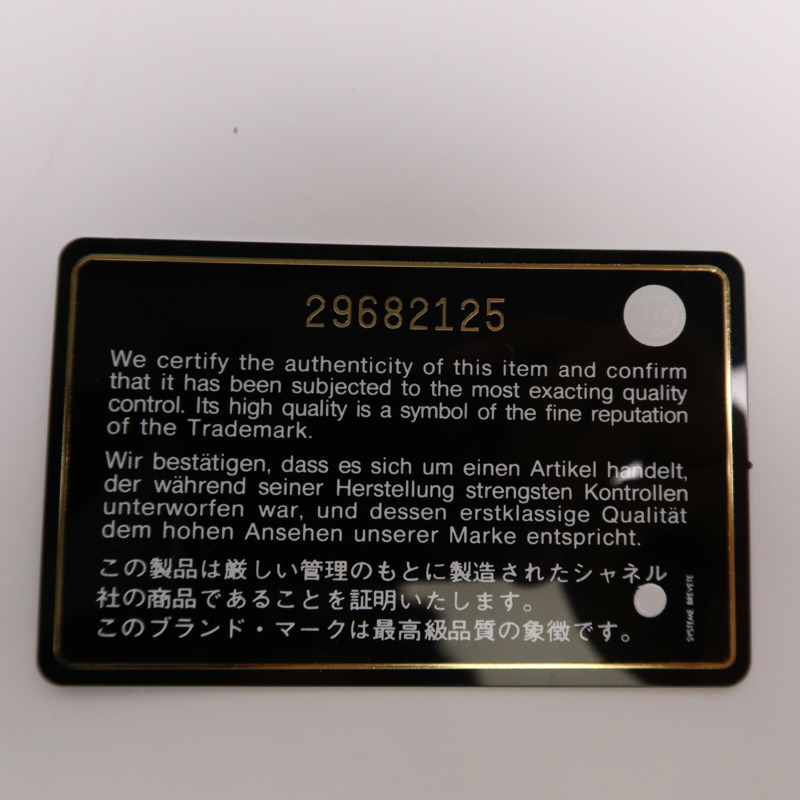 29682125
We certify the authenticity of this item and confirm
that it has been subjected to the most exacting quality
control. Its high quality is a symbol of the fine reputation
of the Trademark.
Wir bestätigen, dass es sich um einen Artikel handelt,
der während seiner Herstellung strengsten Kontrollen
unterworfen war, und dessen erstklassige Qualität
dem hohen Ansehen unserer Marke entspricht.
この製品は厳しい管理のもとに製造されたシャネル
社の商品であることを証明いたします。
このブランド・マークは最高級品質の象徴です。
SYSTEME BREVETE